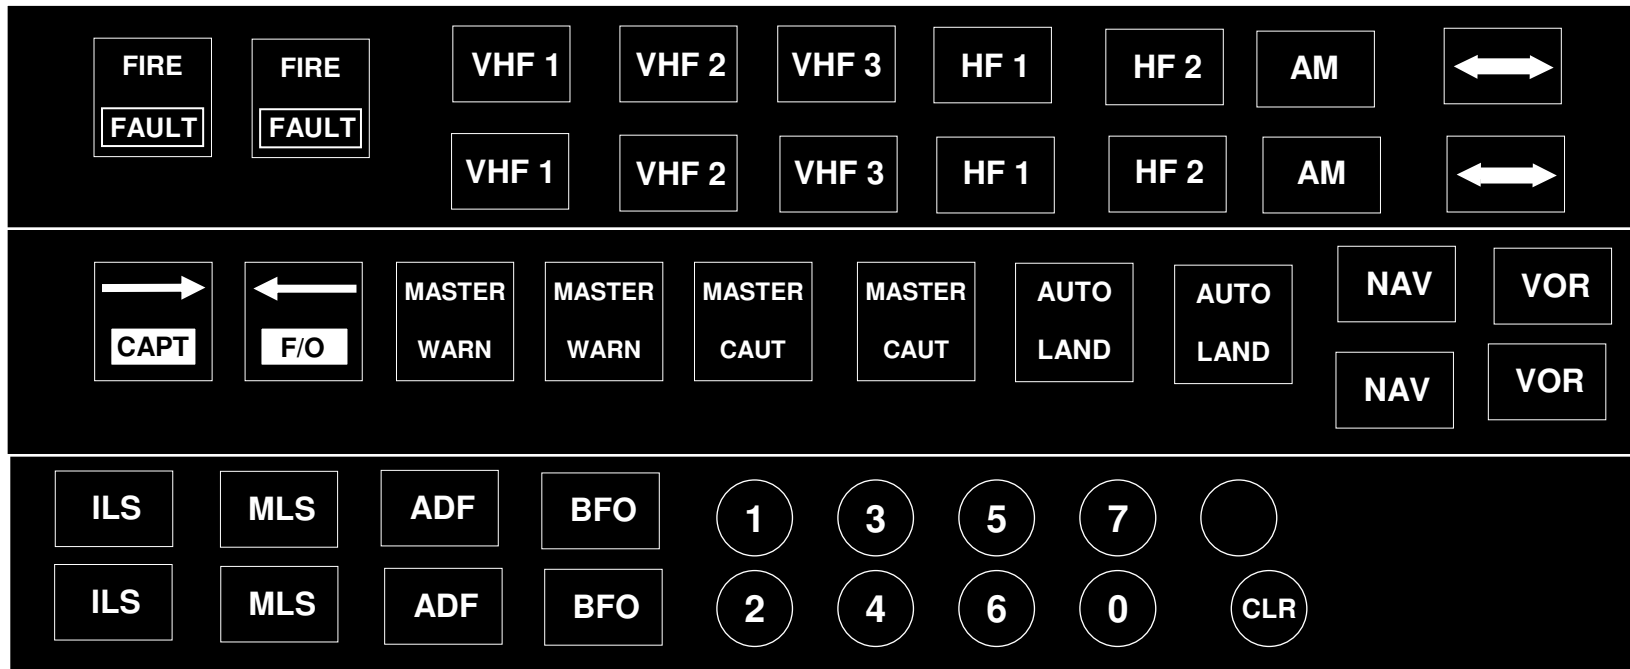 FIRE FIRE VHF 1 VHF 2 VHF 3 HF 1 HF 2 AM
FAULT FAULT
VHF 1 VHF 2 VHF 3 HF 1 HF 2 AM
MASTER MASTER MASTER MASTER AUTO AUTO NAV VOR
CAPT F/O WARN WARN CAUT CAUT LAND LAND
NAV VOR
ILS MLS ADF BFO 1 3 5 7
ILS MLS ADF BFO 2 4 6 0 CLR